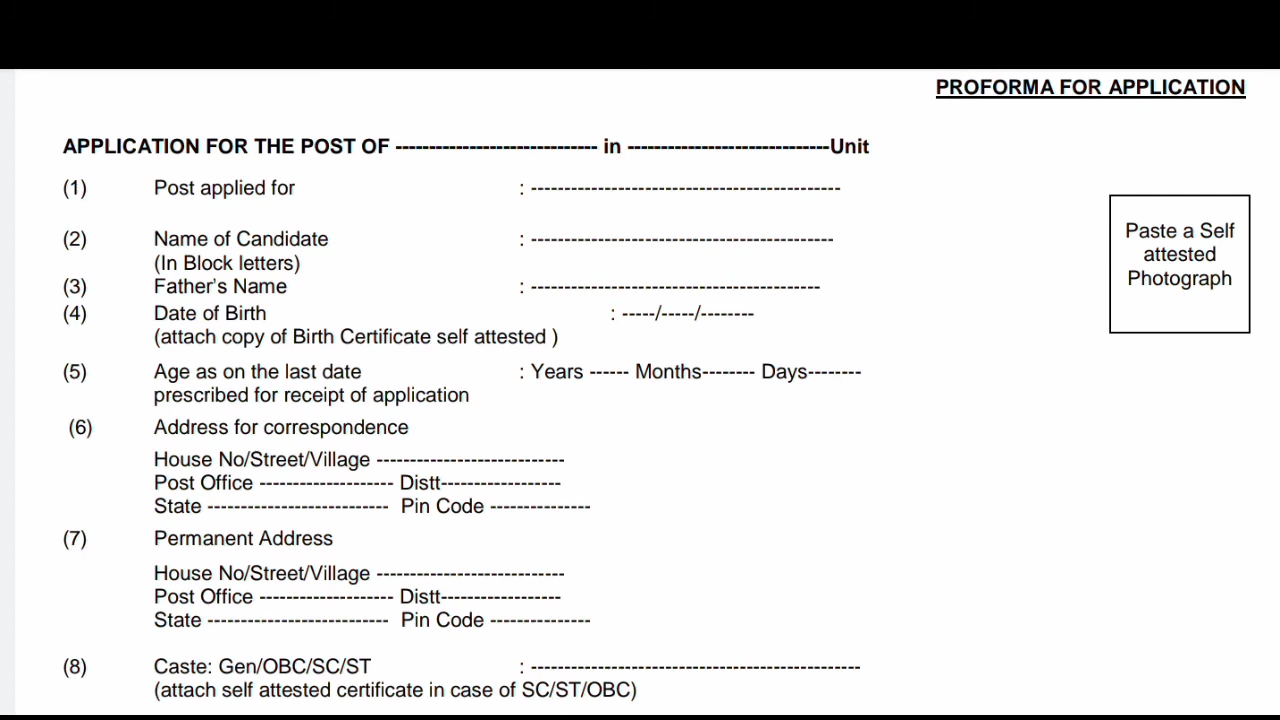 PROFORMA FOR APPLICATION
APPLICATION FOR THE POST OF ------------------------------ in ------------------------------Unit
(1) Post applied for : ----------------------------------------------
(2) Name of Candidate : ---------------------------------------------
(In Block letters)
(3) Father's Name : -------------------------------------------
(4) Date of Birth : -----/-----/--------
(attach copy of Birth Certificate self attested )
(5) Age as on the last date : Years ------ Months-------- Days--------
prescribed for receipt of application
(6) Address for correspondence
House No/Street/Village ----------------------------
Post Office -------------------- Distt------------------
State --------------------------- Pin Code ---------------
(7) Permanent Address
House No/Street/Village ----------------------------
Post Office -------------------- Distt------------------
State --------------------------- Pin Code ---------------
(8) Caste: Gen/OBC/SC/ST : -------------------------------------------------
(attach self attested certificate in case of SC/ST/OBC)
Paste a Self
attested
Photograph